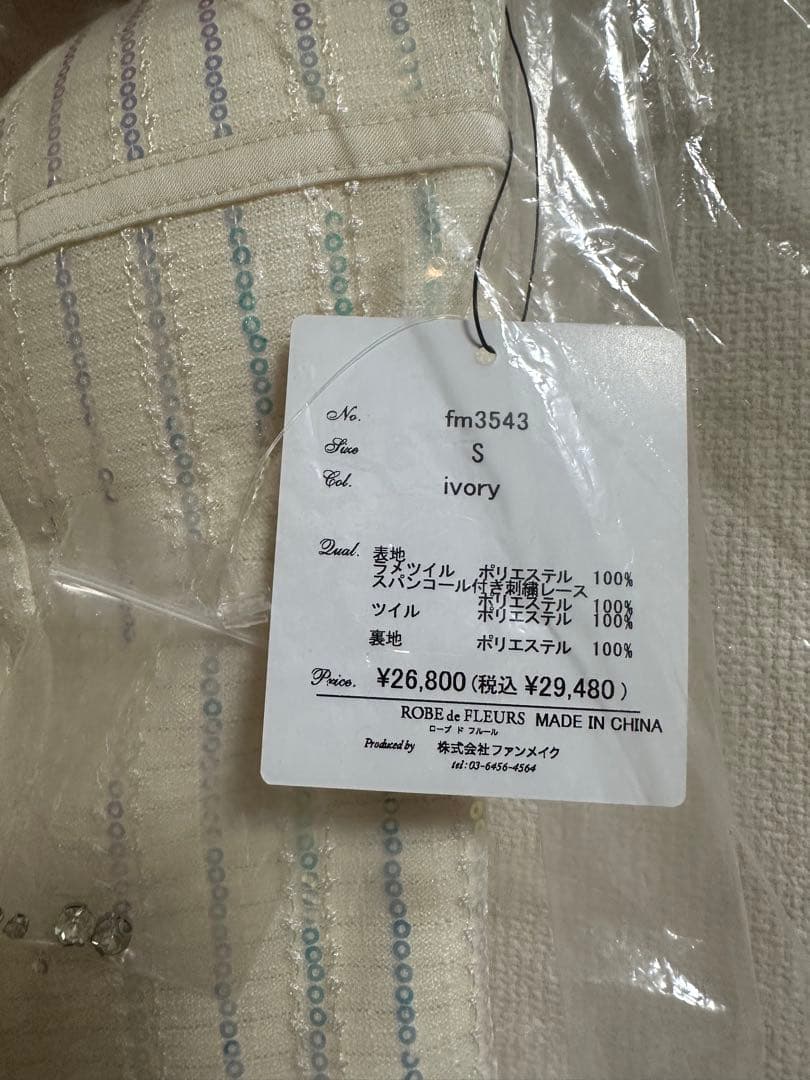 No. fm3543
Size S
Col. ivory
Qual. 表地
ラメツイル ポリエステル 100%
スパンコール付き刺繍レース
ポリエステル 100%
ツイル ポリエステル 100%
裏地 ポリエステル 100%
Price. ¥26,800(税込 ¥29,480)
ROBE de FLEURS MADE IN CHINA
ローブ ド フルール
Produced by 株式会社ファンメイク
tel:03-6456-4564